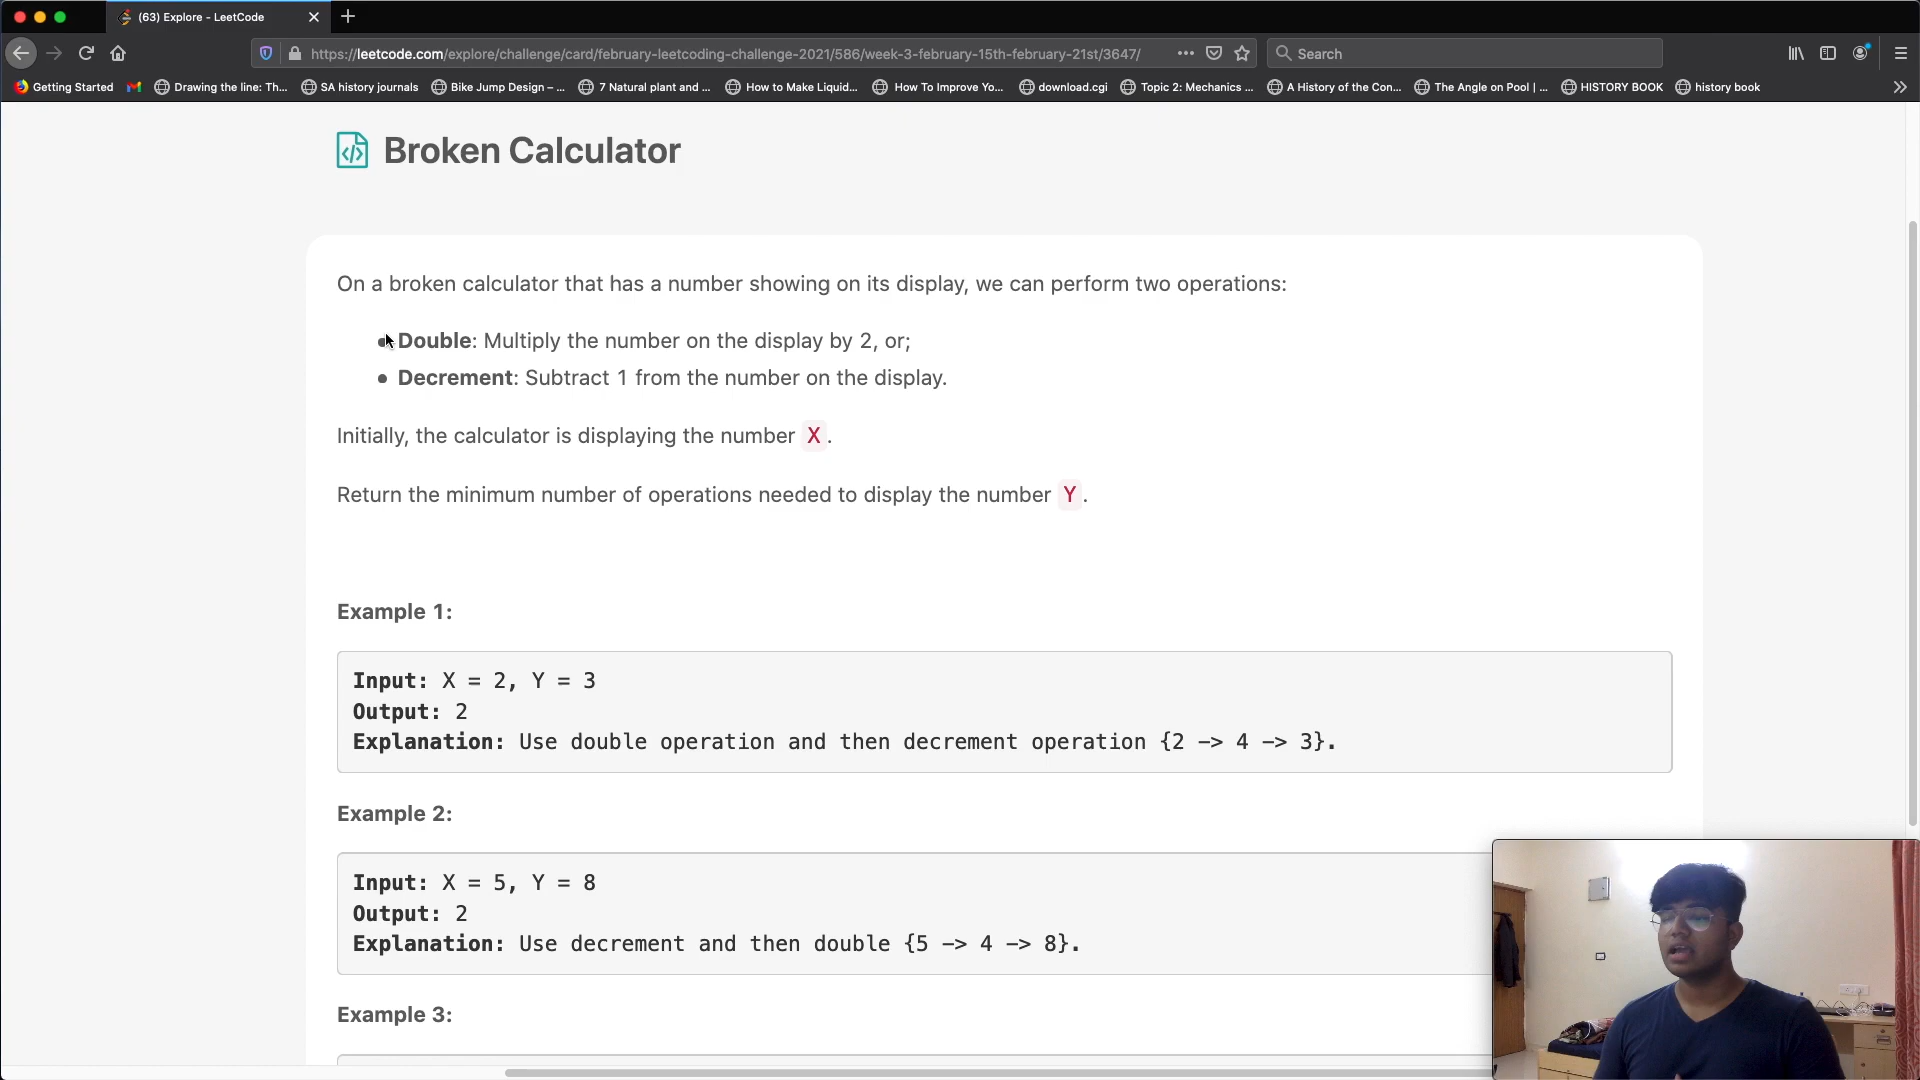 (63) Explore - LeetCode
https://leetcode.com/explore/challenge/card/february-leetcoding-challenge-2021/586/week-3-february-15th-february-21st/3647/
Search
Getting Started
Drawing the line: Th...
SA history journals
Bike Jump Design – ...
7 Natural plant and ...
How to Make Liquid...
How To Improve Yo...
download.cgi
Topic 2: Mechanics ...
A History of the Con...
The Angle on Pool | ...
HISTORY BOOK
history book
Broken Calculator
On a broken calculator that has a number showing on its display, we can perform two operations:
Double: Multiply the number on the display by 2, or;
Decrement: Subtract 1 from the number on the display.
Initially, the calculator is displaying the number X.
Return the minimum number of operations needed to display the number Y.
Example 1:
Input: X = 2, Y = 3
Output: 2
Explanation: Use double operation and then decrement operation {2 -> 4 -> 3}.
Example 2:
Input: X = 5, Y = 8
Output: 2
Explanation: Use decrement and then double {5 -> 4 -> 8}.
Example 3: